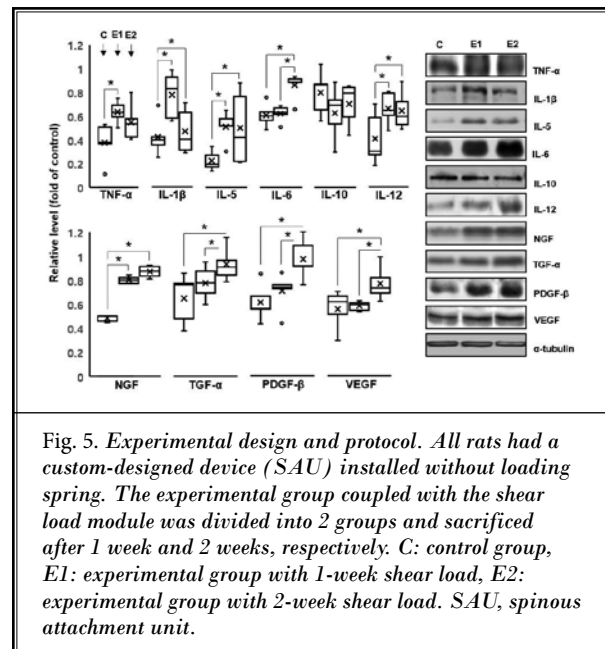 C E1 E2
1.2
1
0.8
0.6
0.4
0.2
0
TNF-α IL-1β IL-5 IL-6 IL-10 IL-12
Relative level (fold of control)
1.2
1
0.8
0.6
0.4
0.2
0
NGF TGF-α PDGF-β VEGF
C E1 E2
TNF-α
IL-1β
IL-5
IL-6
IL-10
IL-12
NGF
TGF-α
PDGF-β
VEGF
α-tubulin
Fig. 5. Experimental design and protocol. All rats had a
custom-designed device (SAU) installed without loading
spring. The experimental group coupled with the shear
load module was divided into 2 groups and sacrificed
after 1 week and 2 weeks, respectively. C: control group,
E1: experimental group with 1-week shear load, E2:
experimental group with 2-week shear load. SAU, spinous
attachment unit.